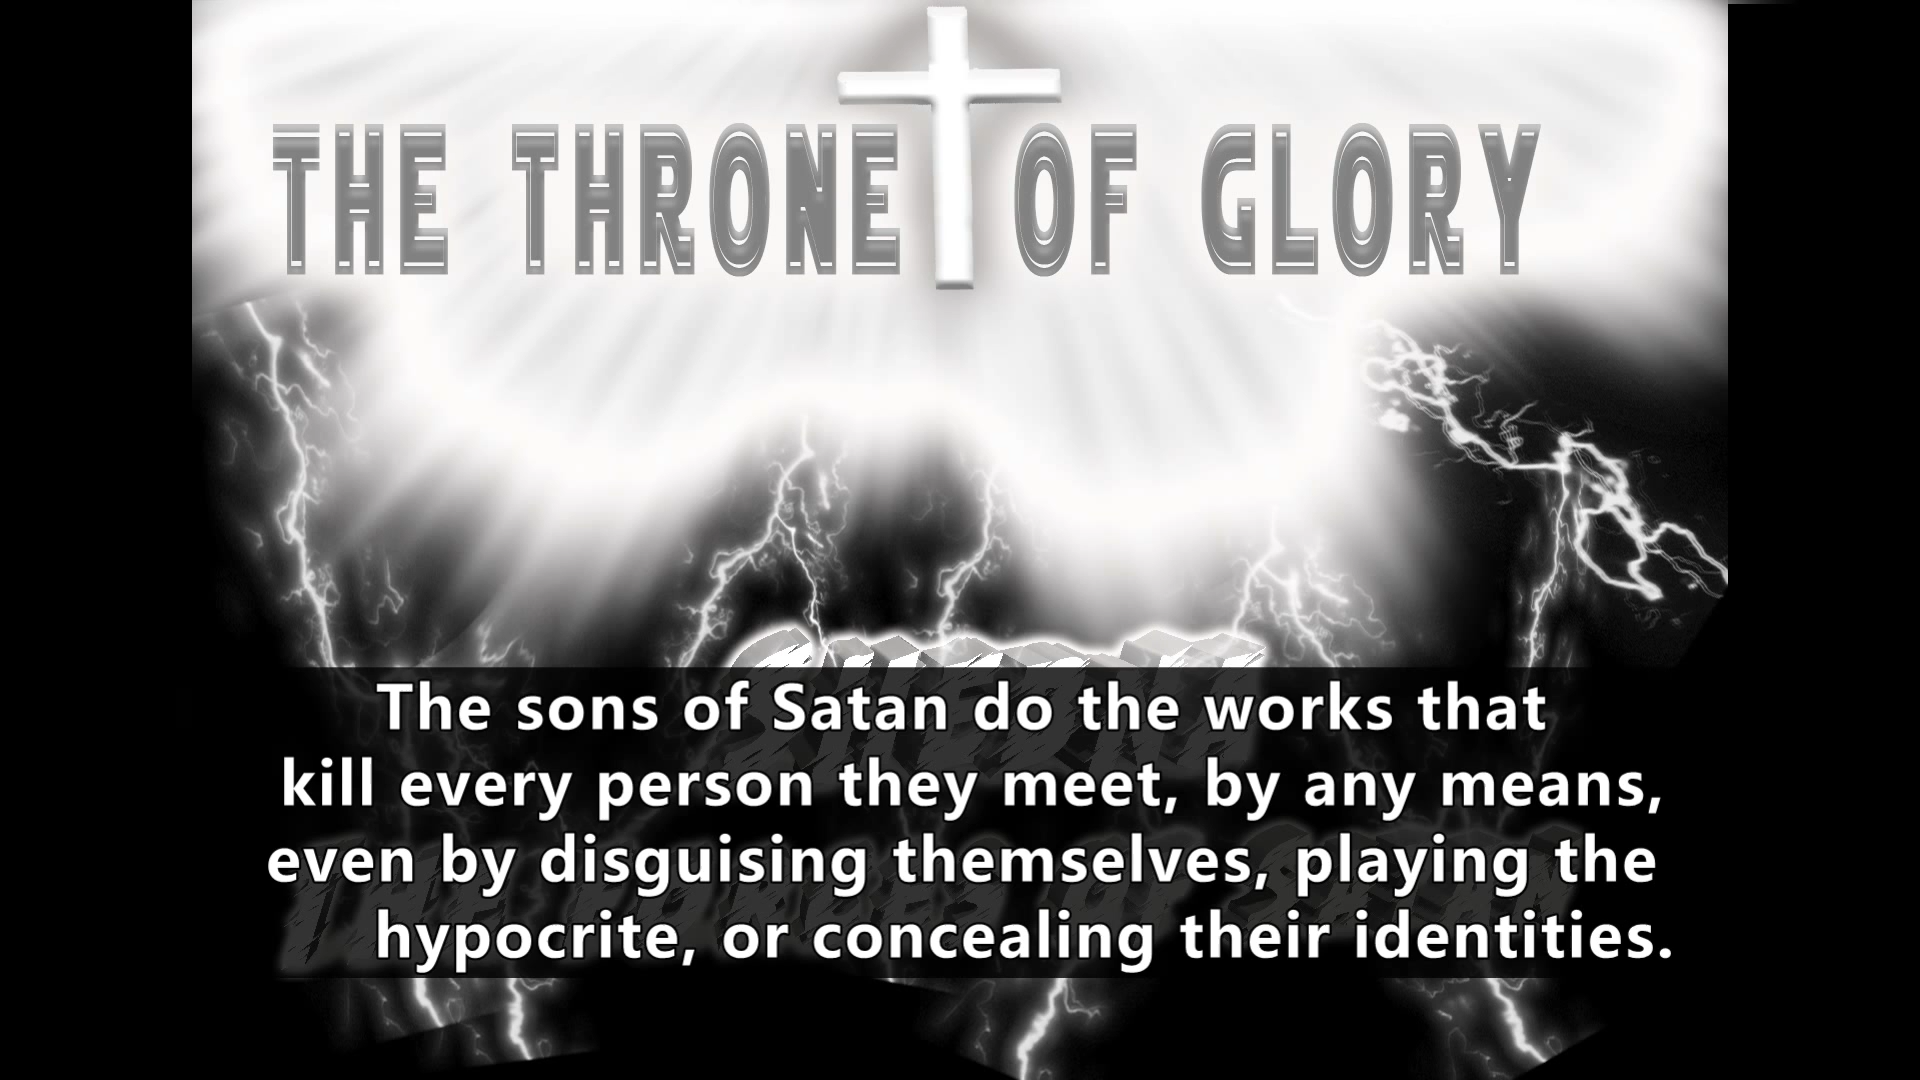 THE THRONE OF GLORY
The sons of Satan do the works that
kill every person they meet, by any means,
even by disguising themselves, playing the
hypocrite, or concealing their identities.